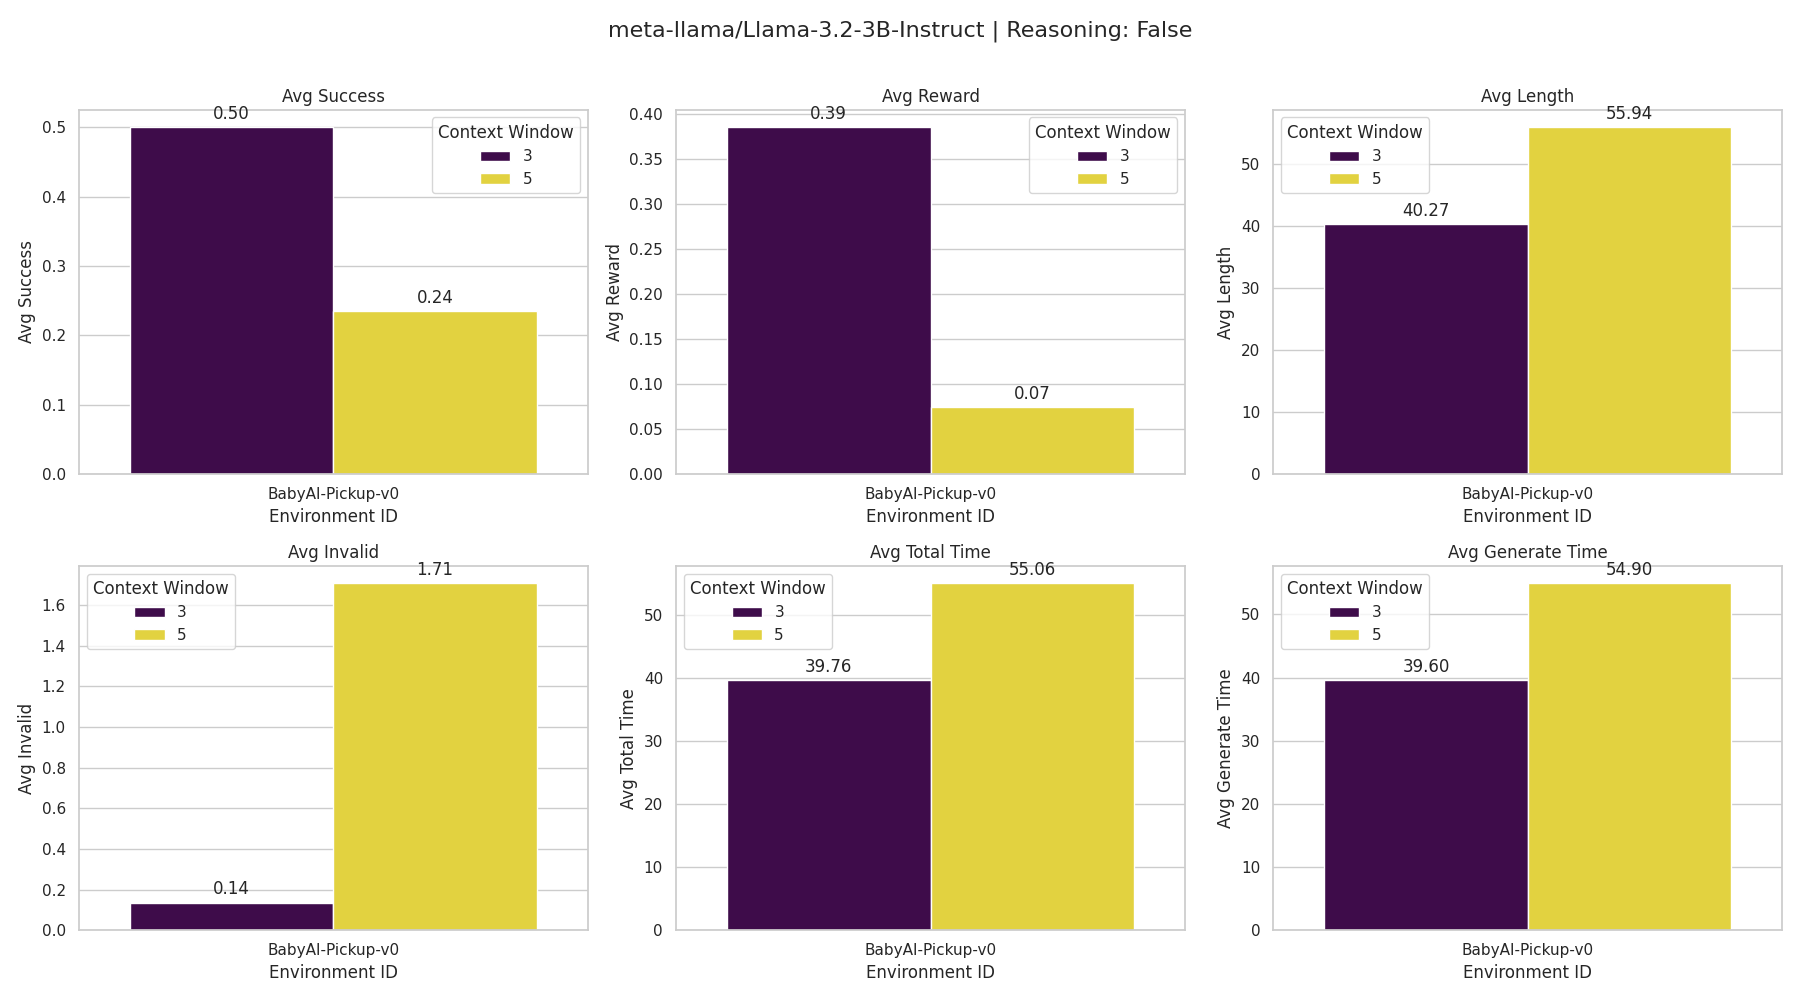 meta-llama/Llama-3.2-3B-Instruct | Reasoning: False
Avg Success
0.50
0.24
Context Window
3
5
0.5
0.4
0.3
0.2
0.1
0.0
Avg Success
BabyAI-Pickup-v0
Environment ID
Avg Reward
0.39
0.07
Context Window
3
5
0.40
0.35
0.30
0.25
0.20
0.15
0.10
0.05
0.00
Avg Reward
BabyAI-Pickup-v0
Environment ID
Avg Length
55.94
40.27
Context Window
3
5
50
40
30
20
10
0
Avg Length
BabyAI-Pickup-v0
Environment ID
Avg Invalid
1.71
0.14
Context Window
3
5
1.6
1.4
1.2
1.0
0.8
0.6
0.4
0.2
0.0
Avg Invalid
BabyAI-Pickup-v0
Environment ID
Avg Total Time
55.06
39.76
Context Window
3
5
50
40
30
20
10
0
Avg Total Time
BabyAI-Pickup-v0
Environment ID
Avg Generate Time
54.90
39.60
Context Window
3
5
50
40
30
20
10
0
Avg Generate Time
BabyAI-Pickup-v0
Environment ID